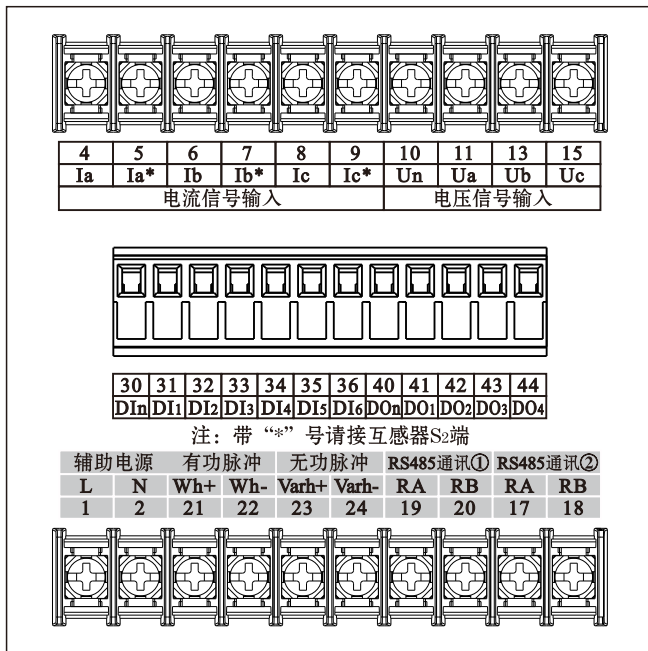 4 5 6 7 8 9 10 11 13 15
Ia Ia* Ib Ib* Ic Ic* Un Ua Ub Uc
电流信号输入 电压信号输入
30 31 32 33 34 35 36 40 41 42 43 44
DIn DI1 DI2 DI3 DI4 DI5 DI6 DOn DO1 DO2 DO3 DO4
注：带“*”号请接互感器S2端
辅助电源 有功脉冲 无功脉冲 RS485通讯① RS485通讯②
L N Wh+ Wh- Varh+ Varh- RA RB RA RB
1 2 21 22 23 24 19 20 17 18